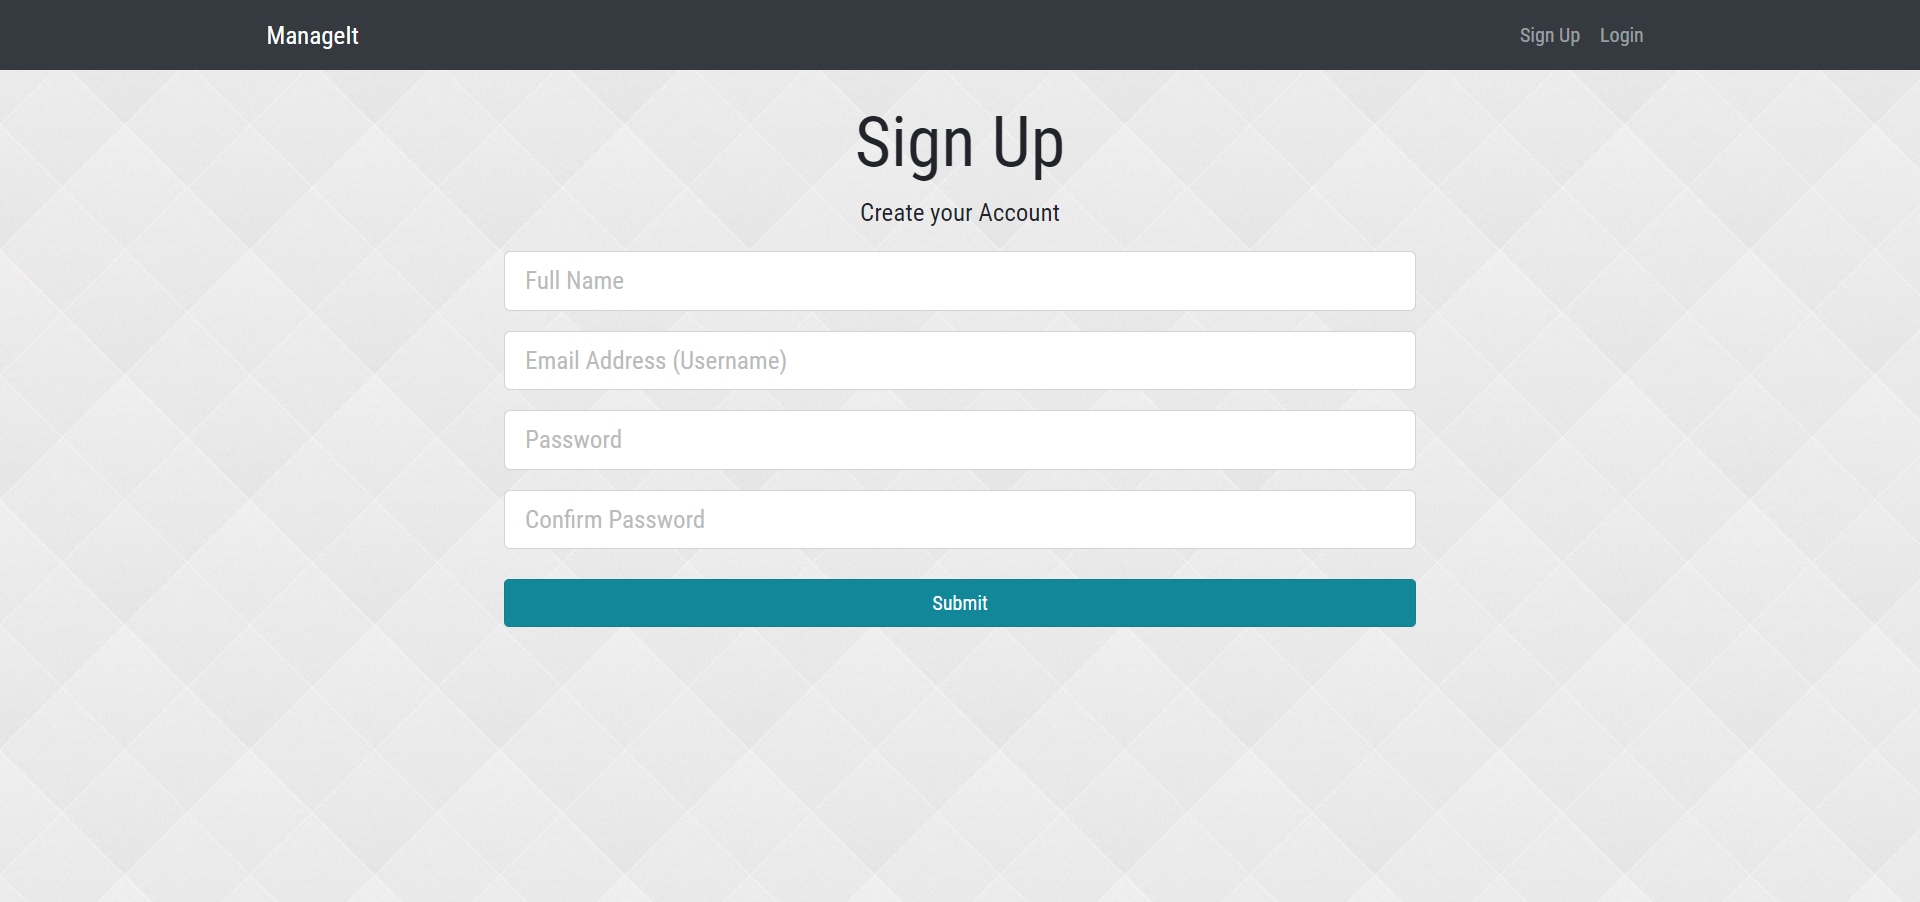 ManageIt
Sign Up Login
Sign Up
Create your Account
Full Name
Email Address (Username)
Password
Confirm Password
Submit